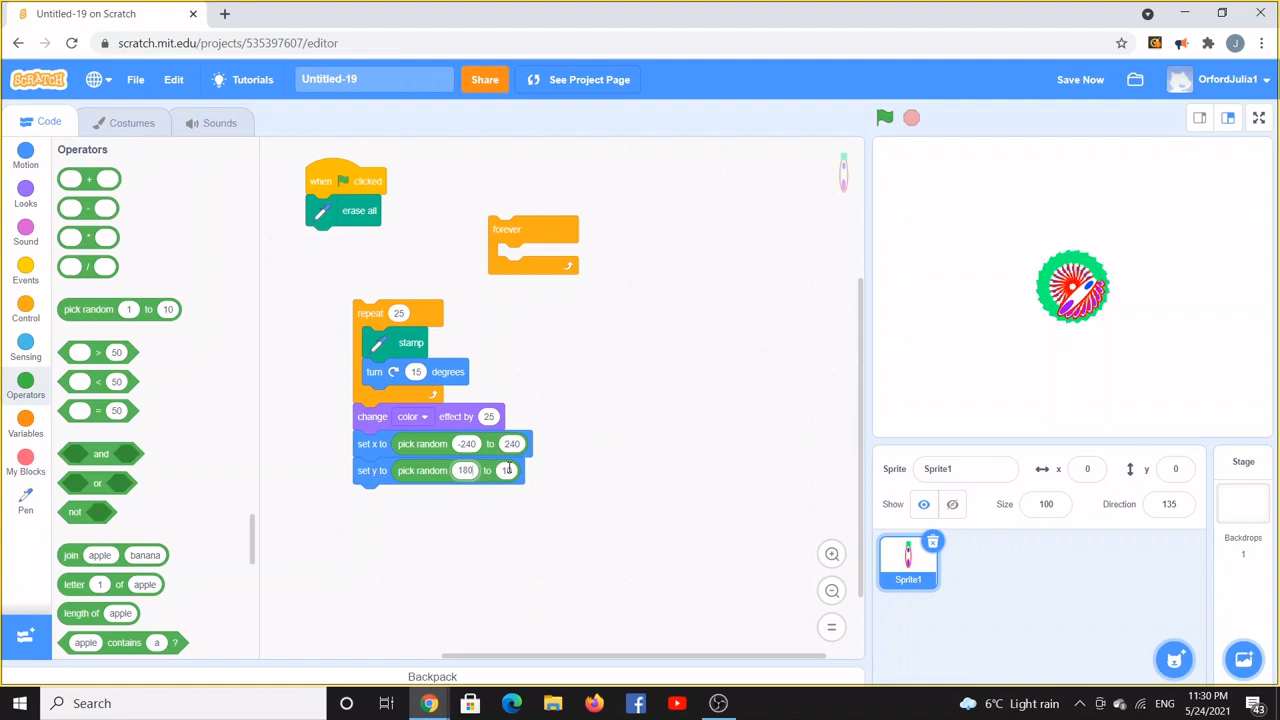 Untitled-19 on Scratch
scratch.mit.edu/projects/535397607/editor
J
SCRATCH File Edit Tutorials Untitled-19 Share See Project Page Save Now OrfordJulia1
Code Costumes Sounds
Motion
Looks
Sound
Events
Control
Sensing
Operators
Variables
My Blocks
Pen
Operators
+
-
*
/
pick random 1 to 10
> 50
< 50
= 50
and
or
not
join apple banana
letter 1 of apple
length of apple
apple contains a ?
when clicked
erase all
forever
repeat 25
stamp
turn 15 degrees
change color effect by 25
set x to pick random -240 to 240
set y to pick random 180 to
Sprite Sprite1 x 0 y 0
Show Size 100 Direction 135
Sprite1
Stage
Backdrops
1
Backpack
Search
6°C Light rain
ENG
11:30 PM
5/24/2021
43